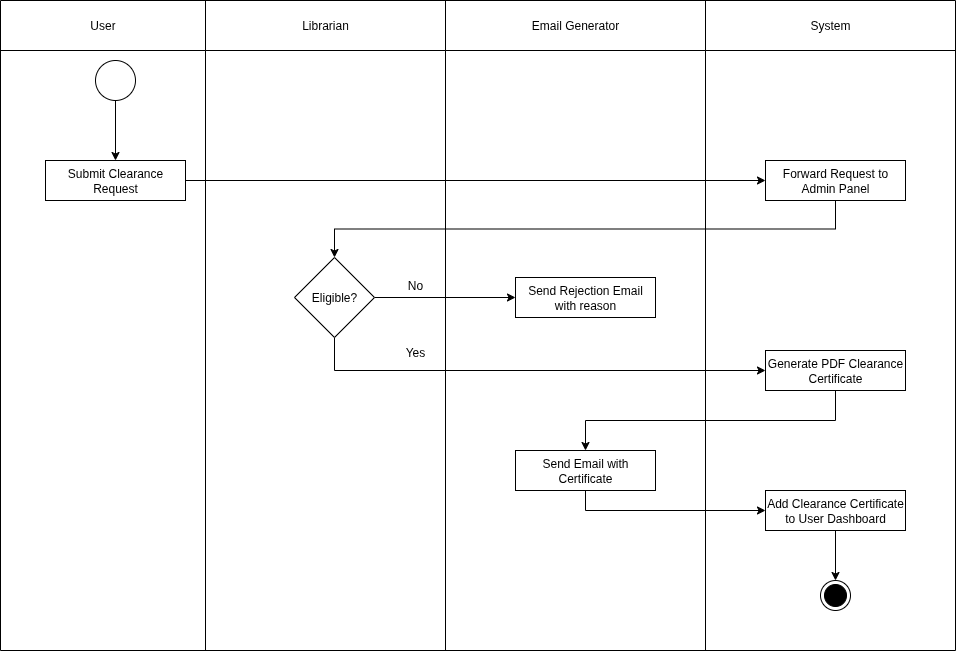 User
Librarian
Email Generator
System
Submit Clearance
Request
Forward Request to
Admin Panel
Eligible?
No
Send Rejection Email
with reason
Yes
Generate PDF Clearance
Certificate
Send Email with
Certificate
Add Clearance Certificate
to User Dashboard